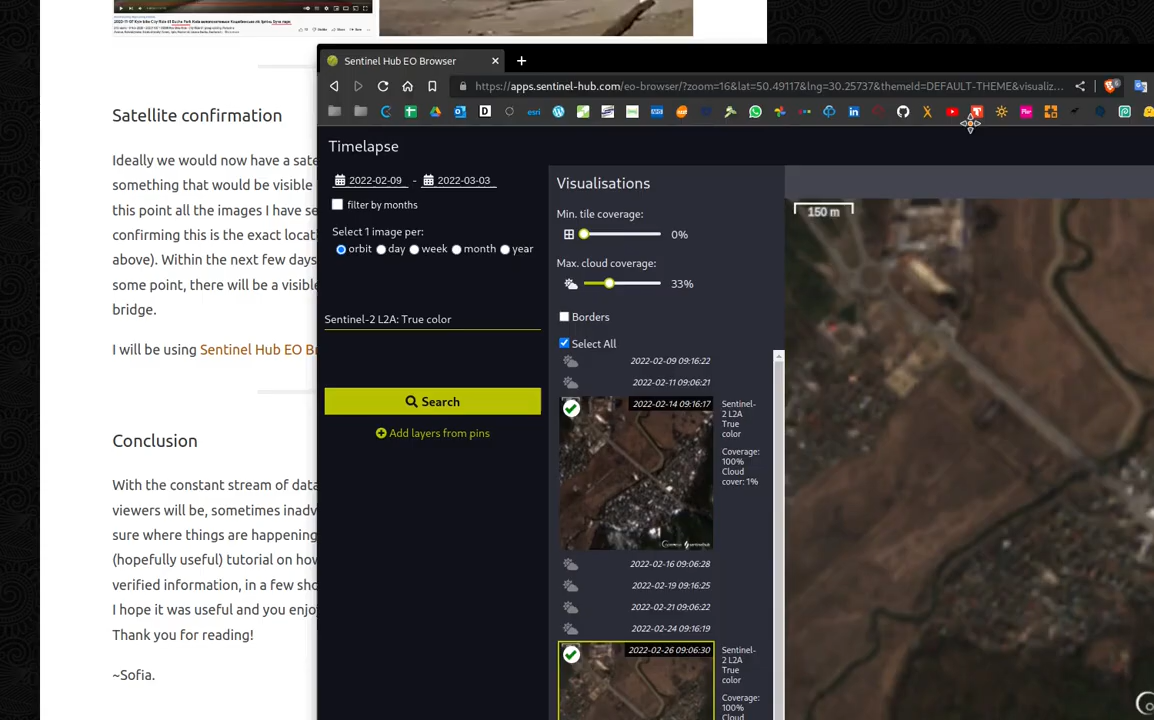 Satellite confirmation
Ideally we would now have a sate
something that would be visible
this point all the images I have se
confirming this is the exact locati
above). Within the next few days
some point, there will be a visible
bridge.
I will be using Sentinel Hub EO Br
Conclusion
With the constant stream of data
viewers will be, sometimes inadv
sure where things are happening
(hopefully useful) tutorial on how
verified information, in a few sho
I hope it was useful and you enjo
Thank you for reading!
~Sofia.
Sentinel Hub EO Browser
https://apps.sentinel-hub.com/eo-browser/?zoom=16&lat=50.49117&lng=30.25737&themeId=DEFAULT-THEME&visualiz...
esri
Timelapse
2022-02-09 - 2022-03-03
filter by months
Select 1 image per:
orbit day week month year
Sentinel-2 L2A: True color
Search
Add layers from pins
Visualisations
Min. tile coverage:
0%
Max. cloud coverage:
33%
Borders
Select All
2022-02-09 09:16:22
2022-02-11 09:06:21
2022-02-14 09:16:17
Sentinel-
2 L2A
True
color
Coverage:
100%
Cloud
cover: 1%
2022-02-16 09:06:28
2022-02-19 09:16:25
2022-02-21 09:06:22
2022-02-24 09:16:19
2022-02-26 09:06:30
Sentinel-
2 L2A
True
color
Coverage:
100%
Cloud
150 m